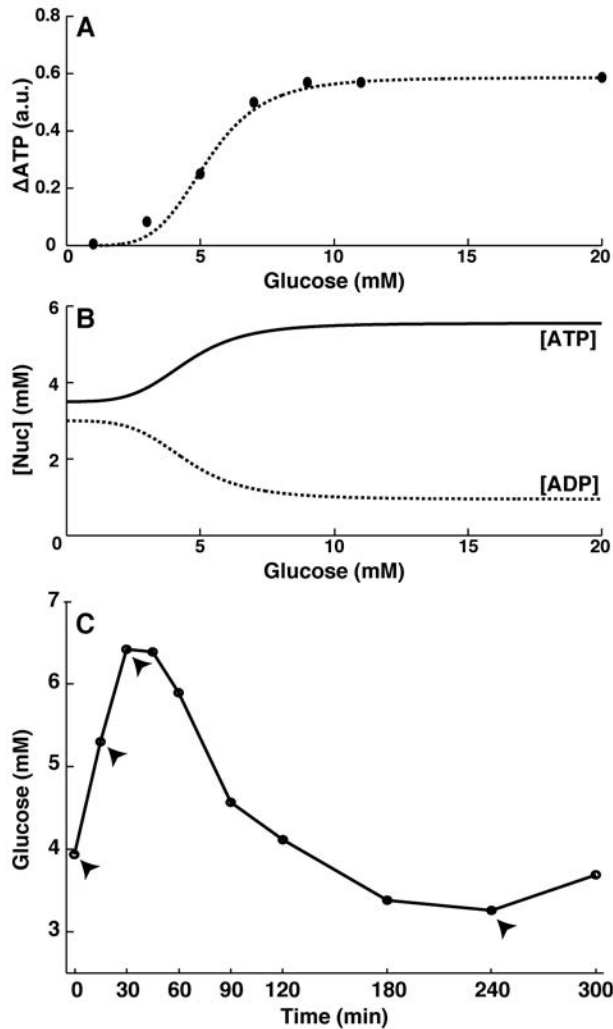 A
0.8
0.6
0.4
0.2
0
ΔATP (a.u.)
0 5 10 15 20
Glucose (mM)
B
6
4
2
0
[Nuc] (mM)
[ATP]
[ADP]
0 5 10 15 20
Glucose (mM)
C
7
6
5
4
3
Glucose (mM)
0 30 60 90 120 180 240 300
Time (min)